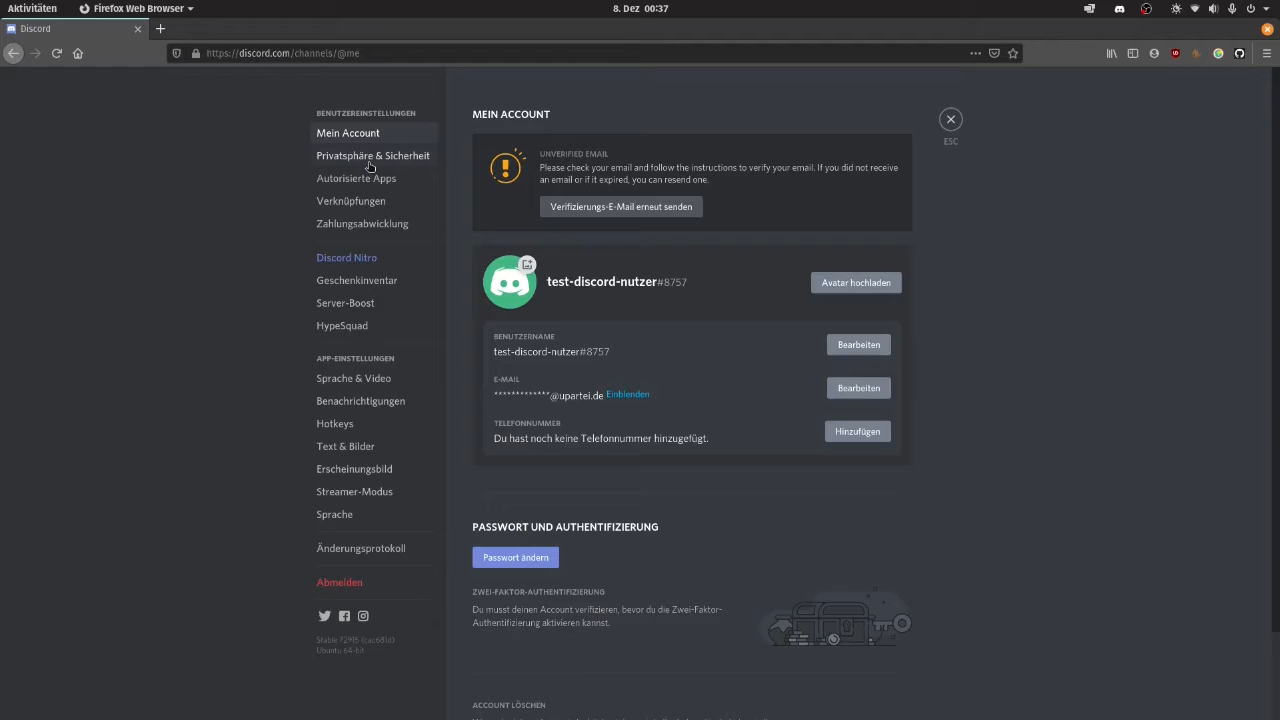 Aktivitäten
Firefox Web Browser
8. Dez 00:37
Discord
https://discord.com/channels/@me
BENUTZEREINSTELLUNGEN
Mein Account
Privatsphäre & Sicherheit
Autorisierte Apps
Verknüpfungen
Zahlungsabwicklung
Discord Nitro
Geschenkinventar
Server-Boost
HypeSquad
APP-EINSTELLUNGEN
Sprache & Video
Benachrichtigungen
Hotkeys
Text & Bilder
Erscheinungsbild
Streamer-Modus
Sprache
Änderungsprotokoll
Abmelden
Stable 72915 (cac681d)
Ubuntu 64-bit
MEIN ACCOUNT
UNVERIFIED EMAIL
Please check your email and follow the instructions to verify your email. If you did not receive
an email or if it expired, you can resend one.
Verifizierungs-E-Mail erneut senden
test-discord-nutzer#8757
Avatar hochladen
BENUTZERNAME
test-discord-nutzer#8757
Bearbeiten
E-MAIL
*************@upartei.de Einblenden
Bearbeiten
TELEFONNUMMER
Du hast noch keine Telefonnummer hinzugefügt.
Hinzufügen
PASSWORT UND AUTHENTIFIZIERUNG
Passwort ändern
ZWEI-FAKTOR-AUTHENTIFIZIERUNG
Du musst deinen Account verifizieren, bevor du die Zwei-Faktor-
Authentifizierung aktivieren kannst.
ACCOUNT LÖSCHEN
ESC